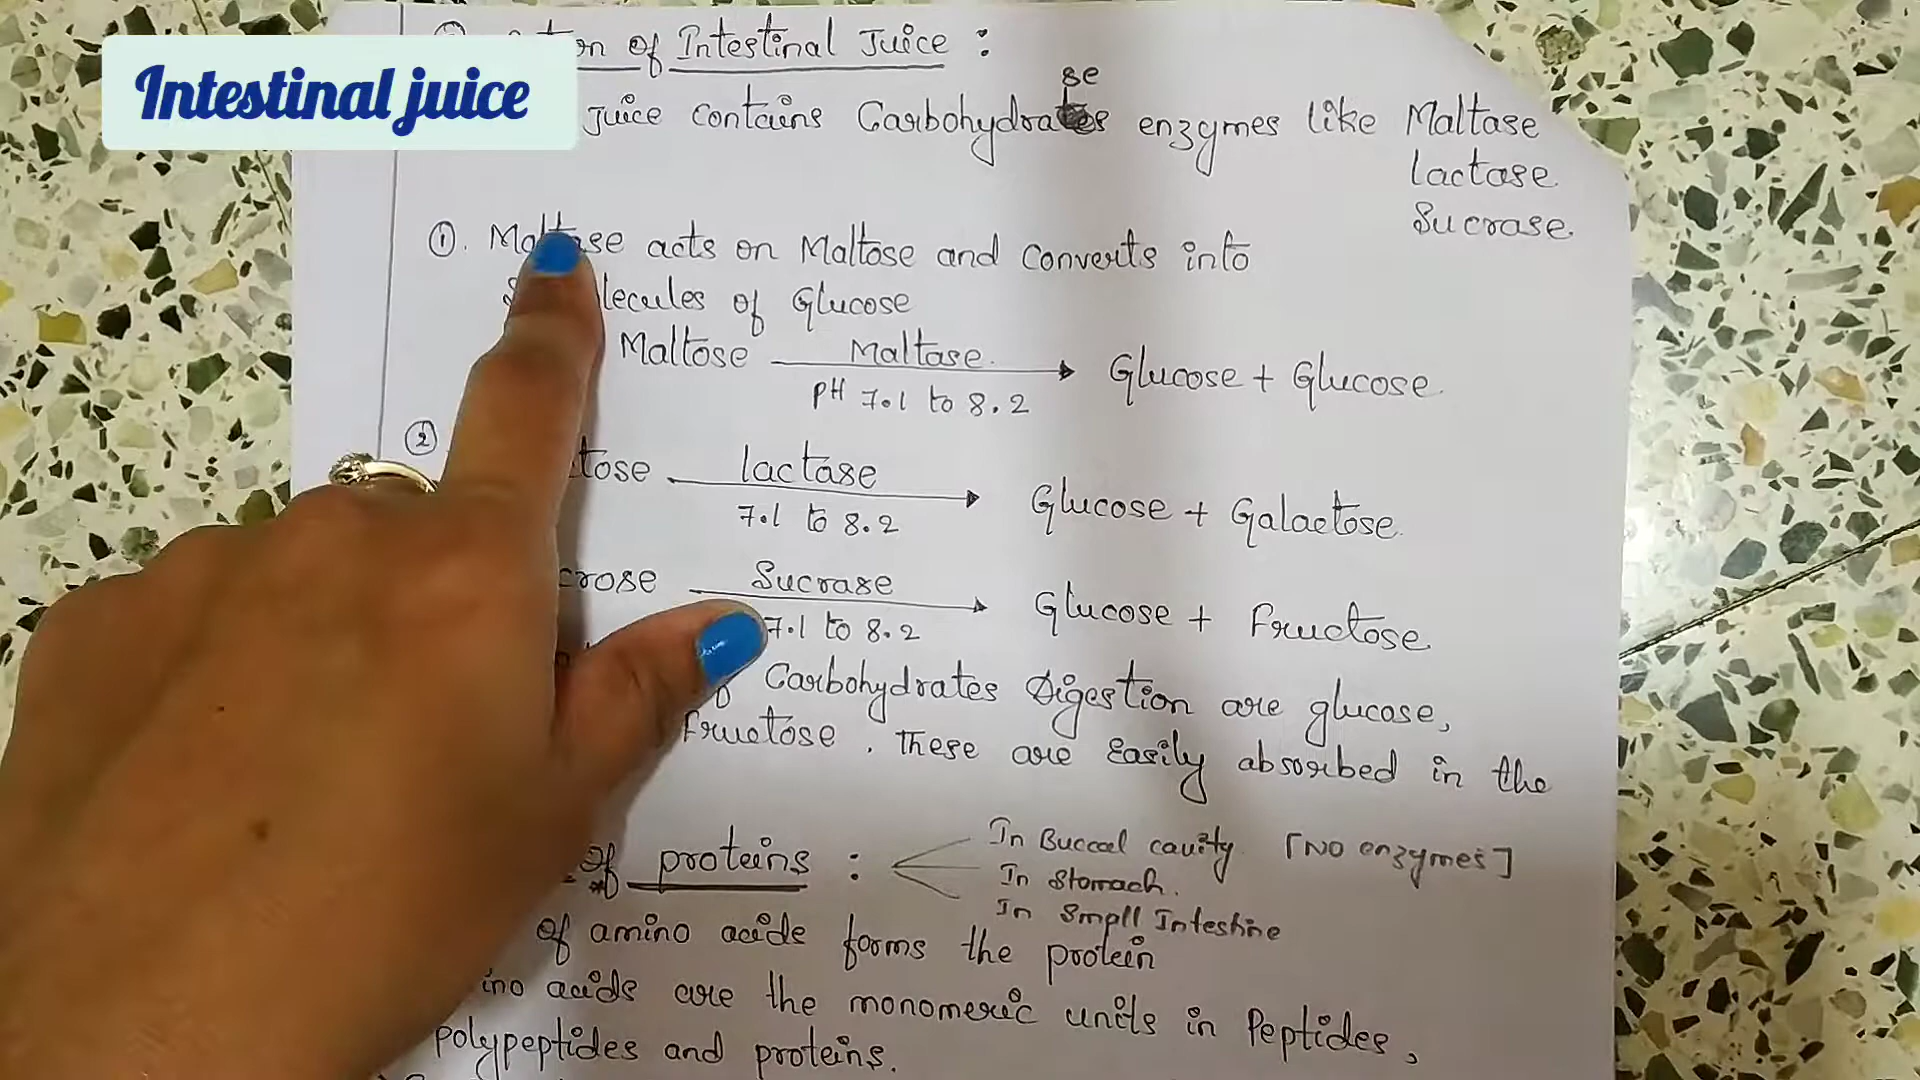 Intestinal juice
of Intestinal Juice :
se
Juice contains Carbohydrates enzymes like Maltase
lactase
Sucrase.
①. Maltase acts on Maltose and converts into
of Glucose
Maltose Maltase. Glucose + Glucose.
PH 7.1 to 8.2
②
tose lactase Glucose + Galactose.
7.1 to 8.2
crose Sucrase Glucose + Fructose.
7.1 to 8.2
Carbohydrates Digestion are glucose,
Fructose, These are easily absorbed in the
of proteins : In Buccal cavity [No enzymes]
In Stomach.
In Small Intestine
of amino acids forms the protein
ino acids are the monomeric units in Peptides,
polypeptides and proteins.